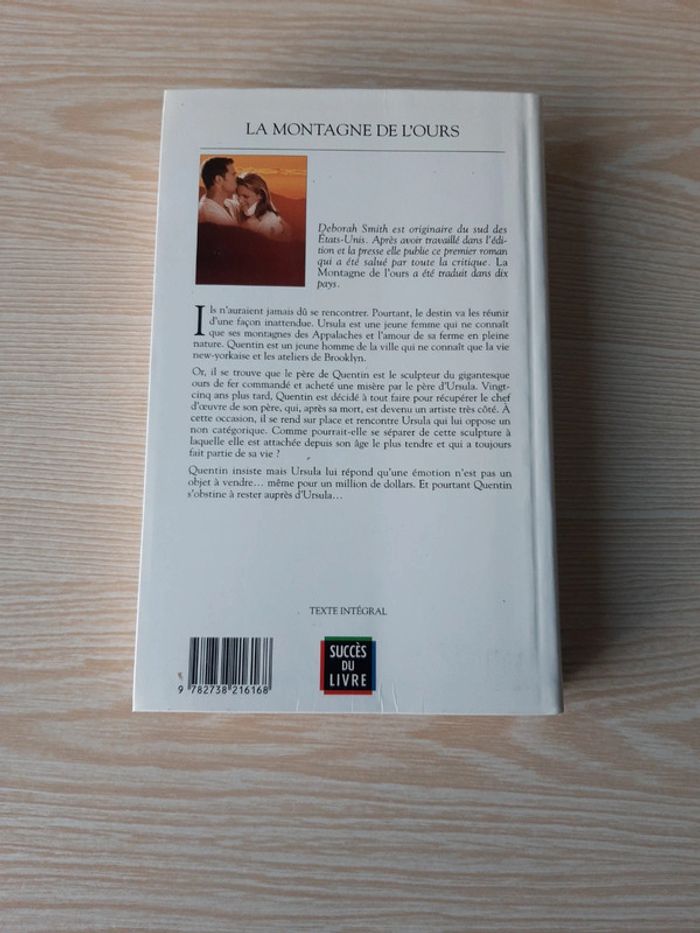 LA MONTAGNE DE L'OURS
Deborah Smith est originaire du sud des
États-Unis. Après avoir travaillé dans l'édi-
tion et la presse elle publie ce premier roman
qui a été salué par toute la critique. La
Montagne de l'ours a été traduit dans dix
pays.
Ils n'auraient jamais dû se rencontrer. Pourtant, le destin va les réunir
d'une façon inattendue. Ursula est une jeune femme qui ne connaît
que ses montagnes des Appalaches et l'amour de sa ferme en pleine
nature. Quentin est un jeune homme de la ville qui ne connaît que la vie
new-yorkaise et les ateliers de Brooklyn.
Or, il se trouve que le père de Quentin est le sculpteur du gigantesque
ours de fer commandé et acheté une misère par le père d'Ursula. Vingt-
cinq ans plus tard, Quentin est décidé à tout faire pour récupérer le chef
d'œuvre de son père, qui, après sa mort, est devenu un artiste très côté. À
cette occasion, il se rend sur place et rencontre Ursula qui lui oppose un
non catégorique. Comme pourrait-elle se séparer de cette sculpture à
laquelle elle est attachée depuis son âge le plus tendre et qui a toujours
fait partie de sa vie ?
Quentin insiste mais Ursula lui répond qu'une émotion n'est pas un
objet à vendre… même pour un million de dollars. Et pourtant Quentin
s'obstine à rester auprès d'Ursula…
TEXTE INTÉGRAL
SUCCÈS
DU
LIVRE
9 782738 216168